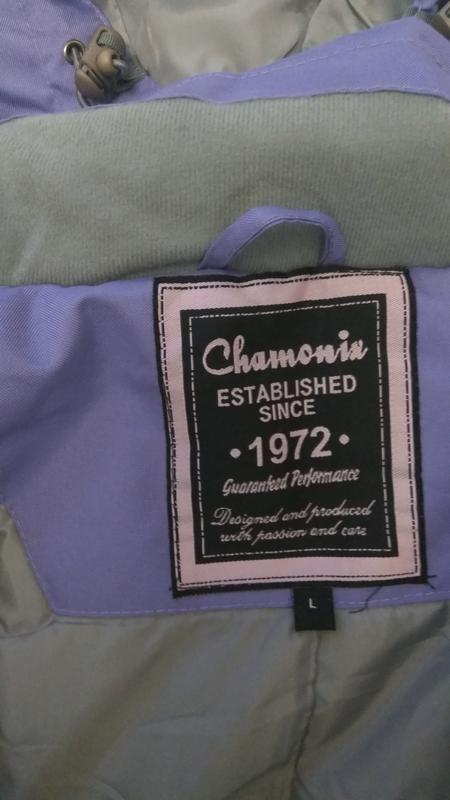 Chamonix
ESTABLISHED
SINCE
•1972•
Guaranteed Performance
Designed and produced
with passion and care
L